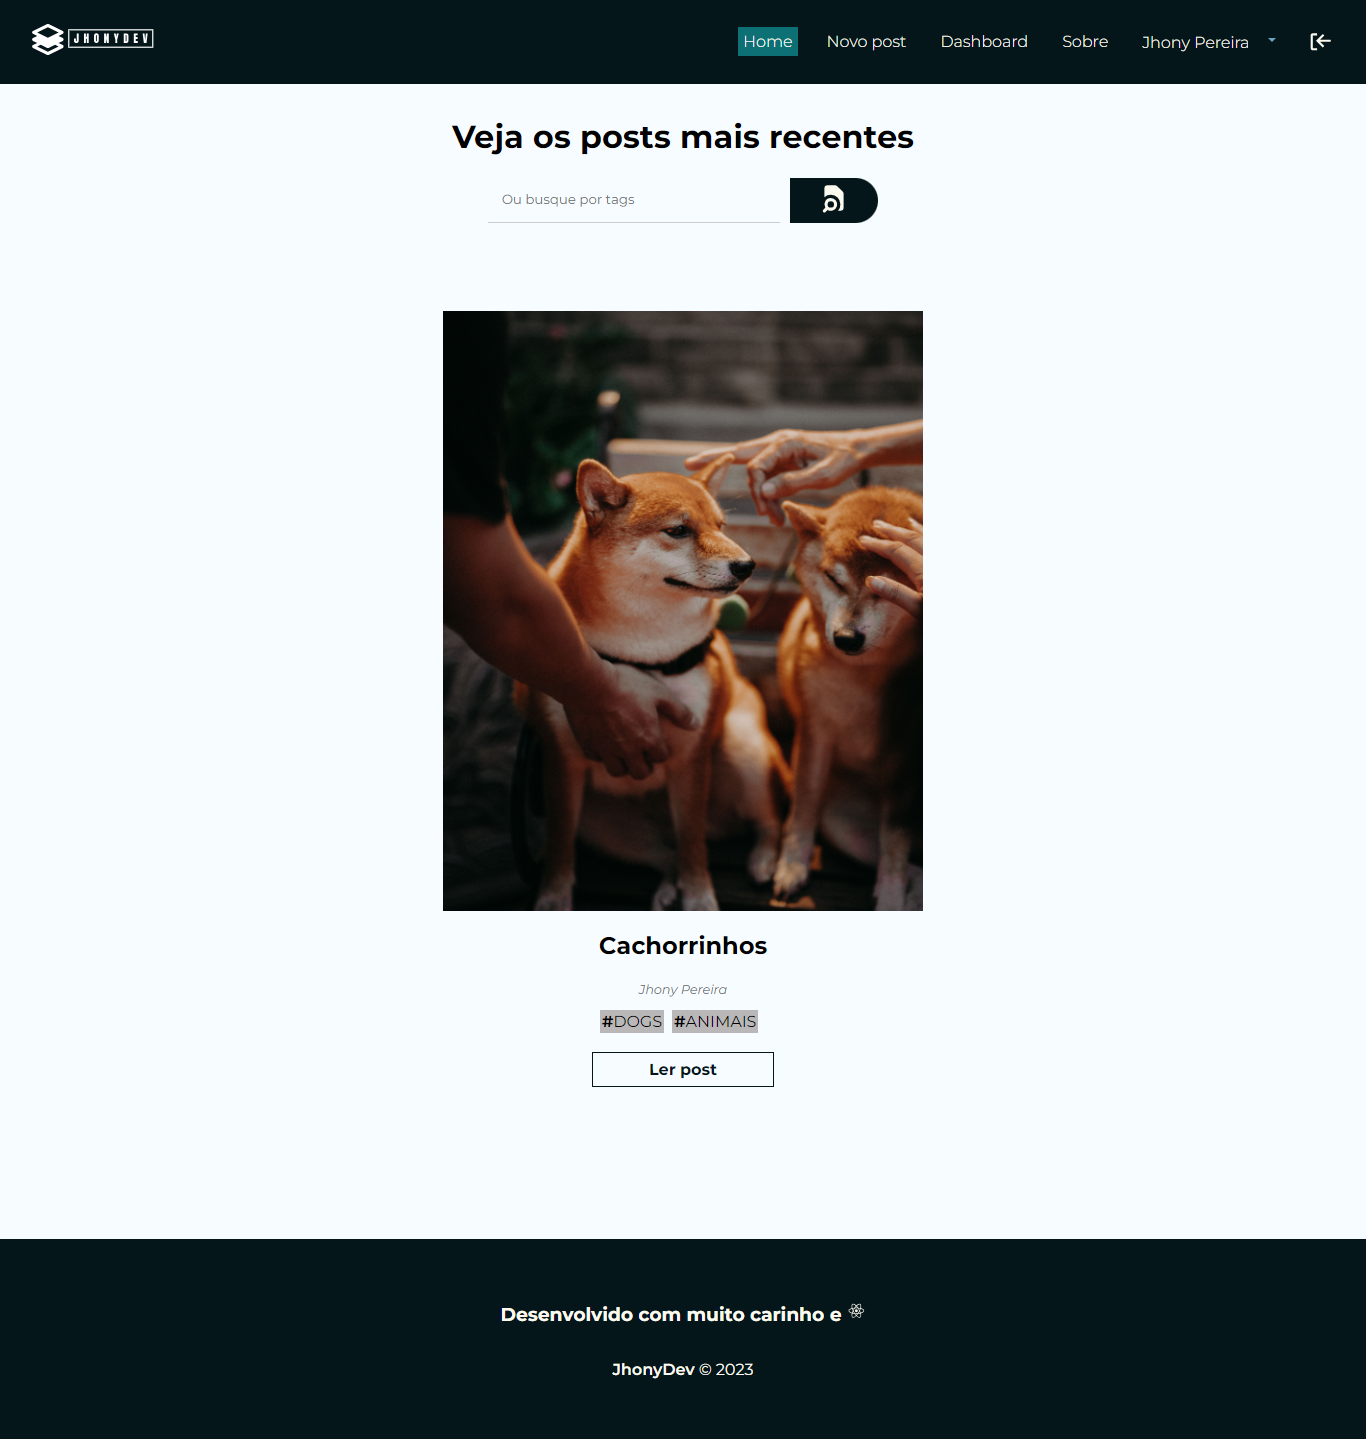 JHONYDEV
Home Novo post Dashboard Sobre Jhony Pereira
Veja os posts mais recentes
Ou busque por tags
Cachorrinhos
Jhony Pereira
#DOGS #ANIMAIS
Ler post
Desenvolvido com muito carinho e
JhonyDev © 2023